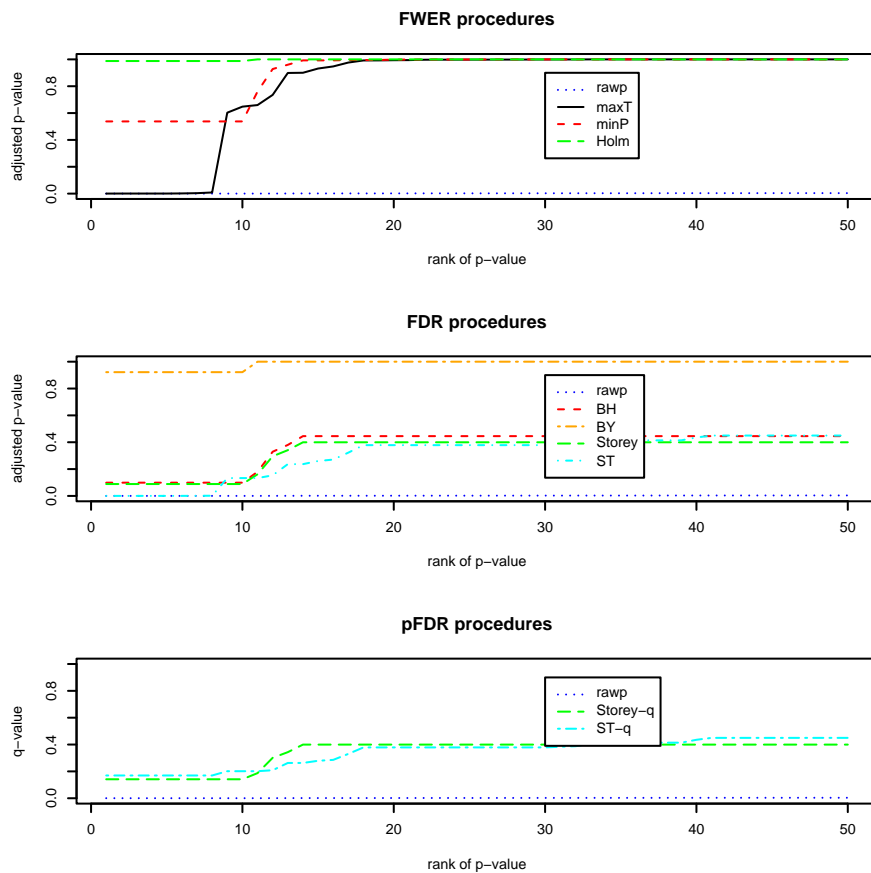 FWER procedures
adjusted p−value
0.0
0.4
0.8
rawp
maxT
minP
Holm
0
10
20
30
40
50
rank of p−value
FDR procedures
adjusted p−value
0.0
0.4
0.8
rawp
BH
BY
Storey
ST
0
10
20
30
40
50
rank of p−value
pFDR procedures
q−value
0.0
0.4
0.8
rawp
Storey−q
ST−q
0
10
20
30
40
50
rank of p−value